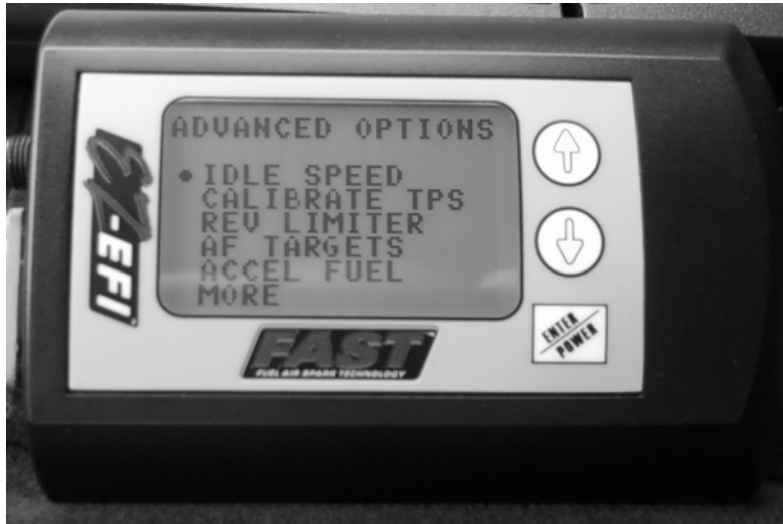 ADVANCED OPTIONS
• IDLE SPEED
CALIBRATE TPS
REV LIMITER
AF TARGETS
ACCEL FUEL
MORE
EZ-EFI
FAST
FUEL AIR SPARK TECHNOLOGY
ENTER
POWER